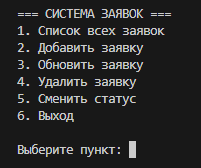 === СИСТЕМА ЗАЯВОК ===
1. Список всех заявок
2. Добавить заявку
3. Обновить заявку
4. Удалить заявку
5. Сменить статус
6. Выход
Выберите пункт: